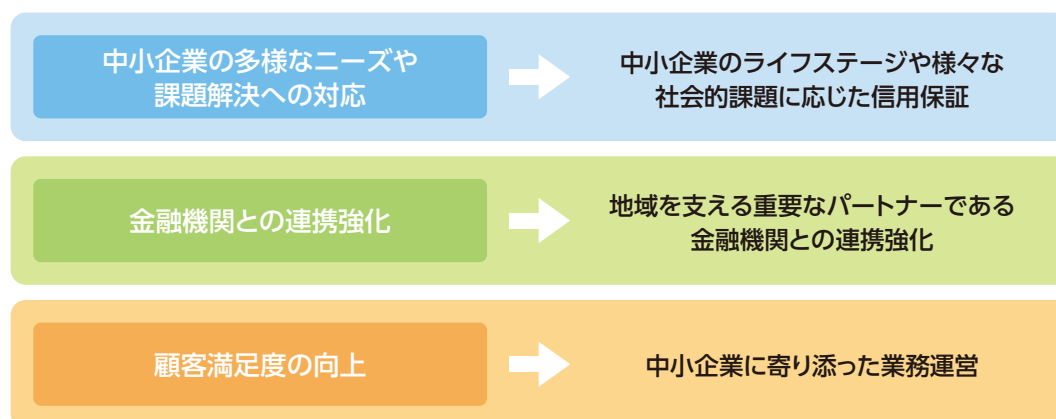 中小企業の多様なニーズや
課題解決への対応
中小企業のライフステージや様々な
社会的課題に応じた信用保証
金融機関との連携強化
地域を支える重要なパートナーである
金融機関との連携強化
顧客満足度の向上
中小企業に寄り添った業務運営